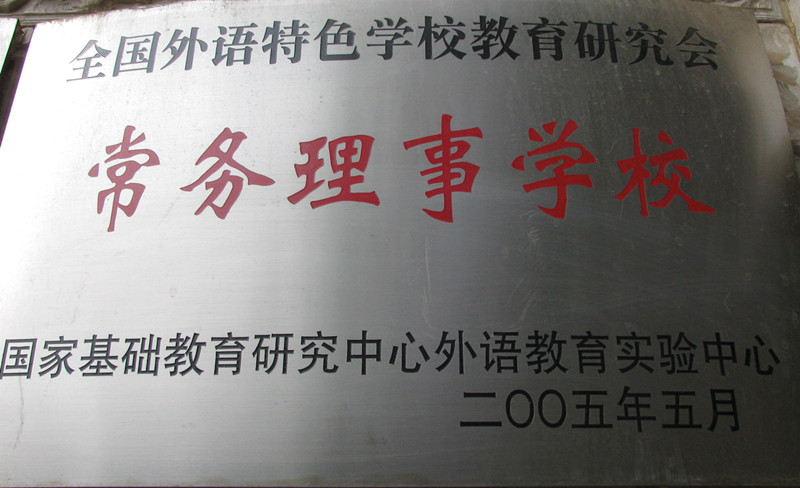 全国外语特色学校教育研究会
常务理事学校
国家基础教育研究中心外语教育实验中心
二〇〇五年五月